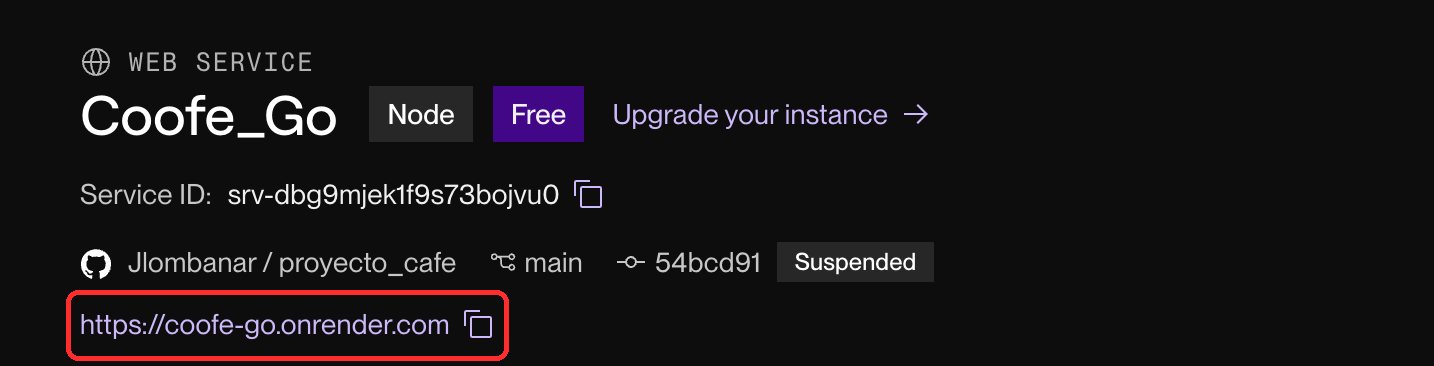 WEB SERVICE
Coofe_Go Node Free Upgrade your instance →
Service ID: srv-dbg9mjek1f9s73bojvu0
Jlombanar / proyecto_cafe main 54bcd91 Suspended
https://coofe-go.onrender.com